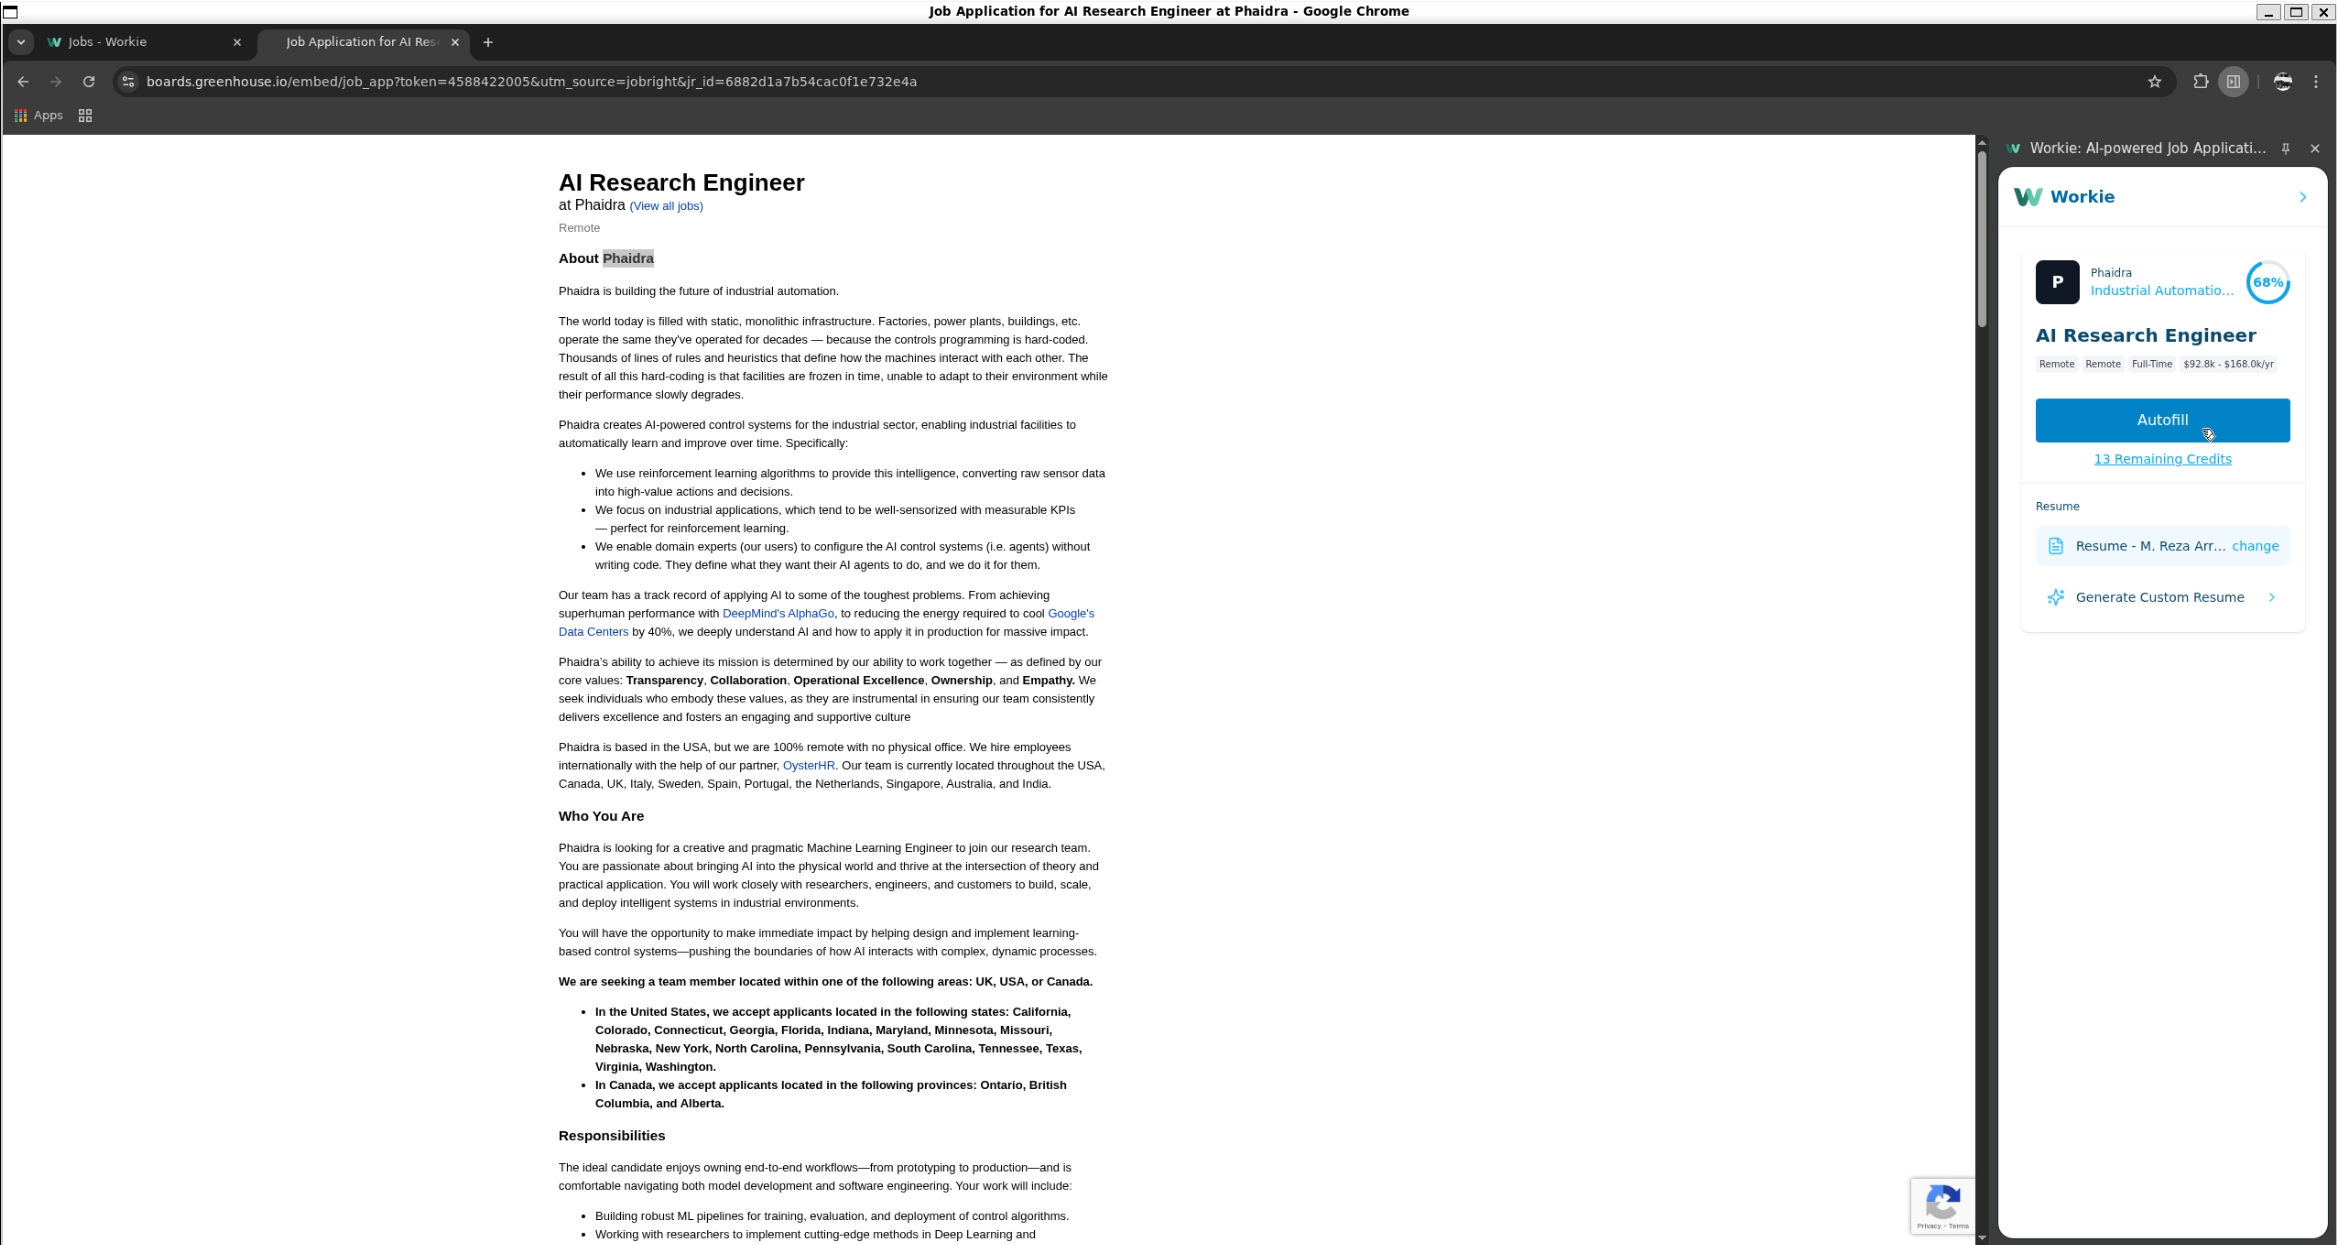 Job Application for AI Research Engineer at Phaidra - Google Chrome
Jobs - Workie
Job Application for AI Res
boards.greenhouse.io/embed/job_app?token=4588422005&utm_source=jobright&jr_id=6882d1a7b54cac0f1e732e4a
Apps
AI Research Engineer
at Phaidra (View all jobs)
Remote
About Phaidra
Phaidra is building the future of industrial automation.
The world today is filled with static, monolithic infrastructure. Factories, power plants, buildings, etc.
operate the same they've operated for decades — because the controls programming is hard-coded.
Thousands of lines of rules and heuristics that define how the machines interact with each other. The
result of all this hard-coding is that facilities are frozen in time, unable to adapt to their environment while
their performance slowly degrades.
Phaidra creates AI-powered control systems for the industrial sector, enabling industrial facilities to
automatically learn and improve over time. Specifically:
• We use reinforcement learning algorithms to provide this intelligence, converting raw sensor data
into high-value actions and decisions.
• We focus on industrial applications, which tend to be well-sensorized with measurable KPIs
— perfect for reinforcement learning.
• We enable domain experts (our users) to configure the AI control systems (i.e. agents) without
writing code. They define what they want their AI agents to do, and we do it for them.
Our team has a track record of applying AI to some of the toughest problems. From achieving
superhuman performance with DeepMind's AlphaGo, to reducing the energy required to cool Google's
Data Centers by 40%, we deeply understand AI and how to apply it in production for massive impact.
Phaidra's ability to achieve its mission is determined by our ability to work together — as defined by our
core values: Transparency, Collaboration, Operational Excellence, Ownership, and Empathy. We
seek individuals who embody these values, as they are instrumental in ensuring our team consistently
delivers excellence and fosters an engaging and supportive culture
Phaidra is based in the USA, but we are 100% remote with no physical office. We hire employees
internationally with the help of our partner, OysterHR. Our team is currently located throughout the USA,
Canada, UK, Italy, Sweden, Spain, Portugal, the Netherlands, Singapore, Australia, and India.
Who You Are
Phaidra is looking for a creative and pragmatic Machine Learning Engineer to join our research team.
You are passionate about bringing AI into the physical world and thrive at the intersection of theory and
practical application. You will work closely with researchers, engineers, and customers to build, scale,
and deploy intelligent systems in industrial environments.
You will have the opportunity to make immediate impact by helping design and implement learning-
based control systems—pushing the boundaries of how AI interacts with complex, dynamic processes.
We are seeking a team member located within one of the following areas: UK, USA, or Canada.
• In the United States, we accept applicants located in the following states: California,
Colorado, Connecticut, Georgia, Florida, Indiana, Maryland, Minnesota, Missouri,
Nebraska, New York, North Carolina, Pennsylvania, South Carolina, Tennessee, Texas,
Virginia, Washington.
• In Canada, we accept applicants located in the following provinces: Ontario, British
Columbia, and Alberta.
Responsibilities
The ideal candidate enjoys owning end-to-end workflows—from prototyping to production—and is
comfortable navigating both model development and software engineering. Your work will include:
• Building robust ML pipelines for training, evaluation, and deployment of control algorithms.
• Working with researchers to implement cutting-edge methods in Deep Learning and
Privacy - Terms
Workie: AI-powered Job Applicati...
Workie
P
Phaidra
Industrial Automatio...
68%
AI Research Engineer
Remote Remote Full-Time $92.8k - $168.0k/yr
Autofill
13 Remaining Credits
Resume
Resume - M. Reza Arr... change
Generate Custom Resume